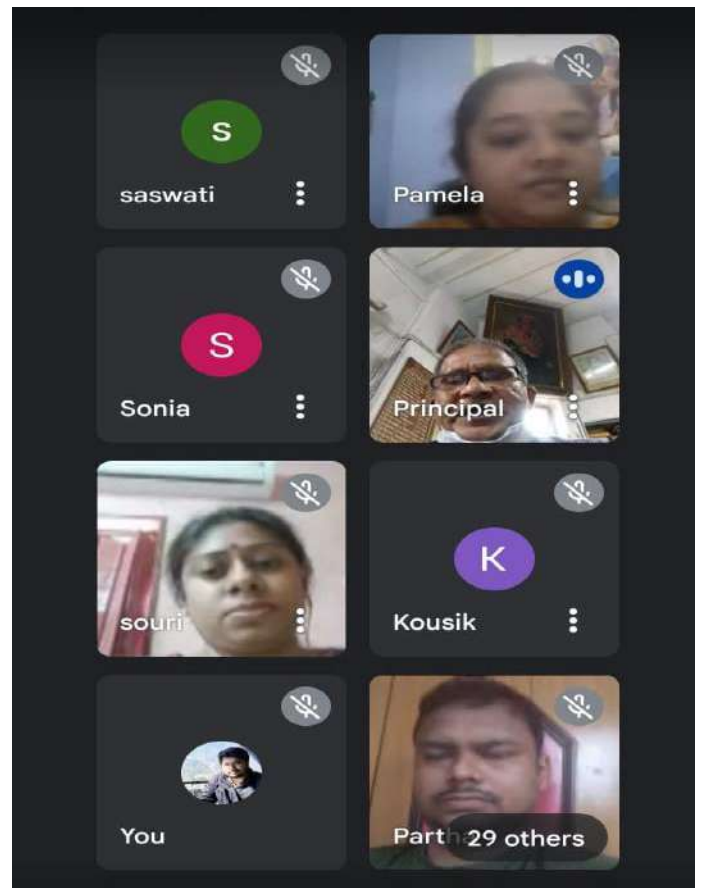 S
saswati
Pamela
S
Sonia
Principal
souri
K
Kousik
You
Parth
29 others